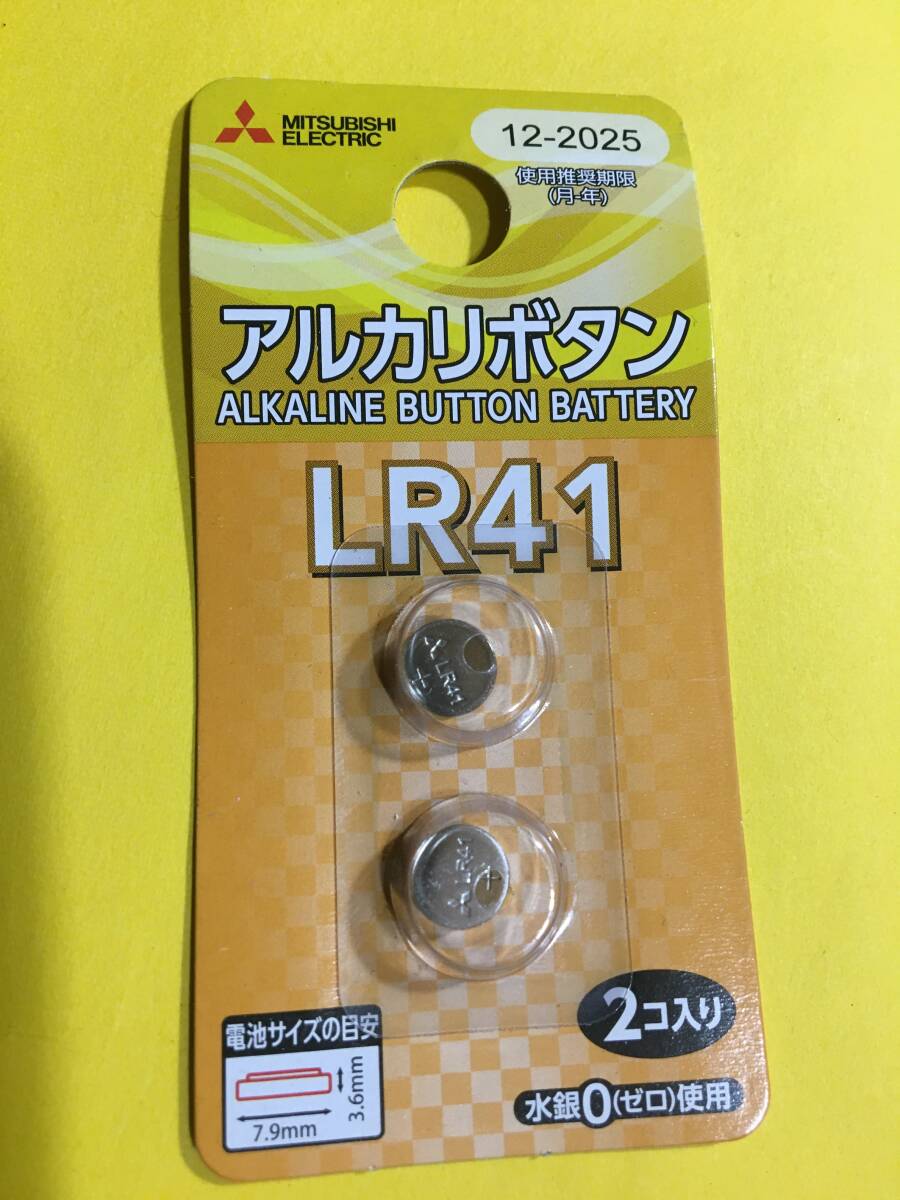 MITSUBISHI
ELECTRIC
12-2025
使用推奨期限
(月-年)
アルカリボタン
ALKALINE BUTTON BATTERY
LR41
LR41
+
LR41
+
2コ入り
電池サイズの目安
3.6mm
7.9mm
水銀0(ゼロ)使用